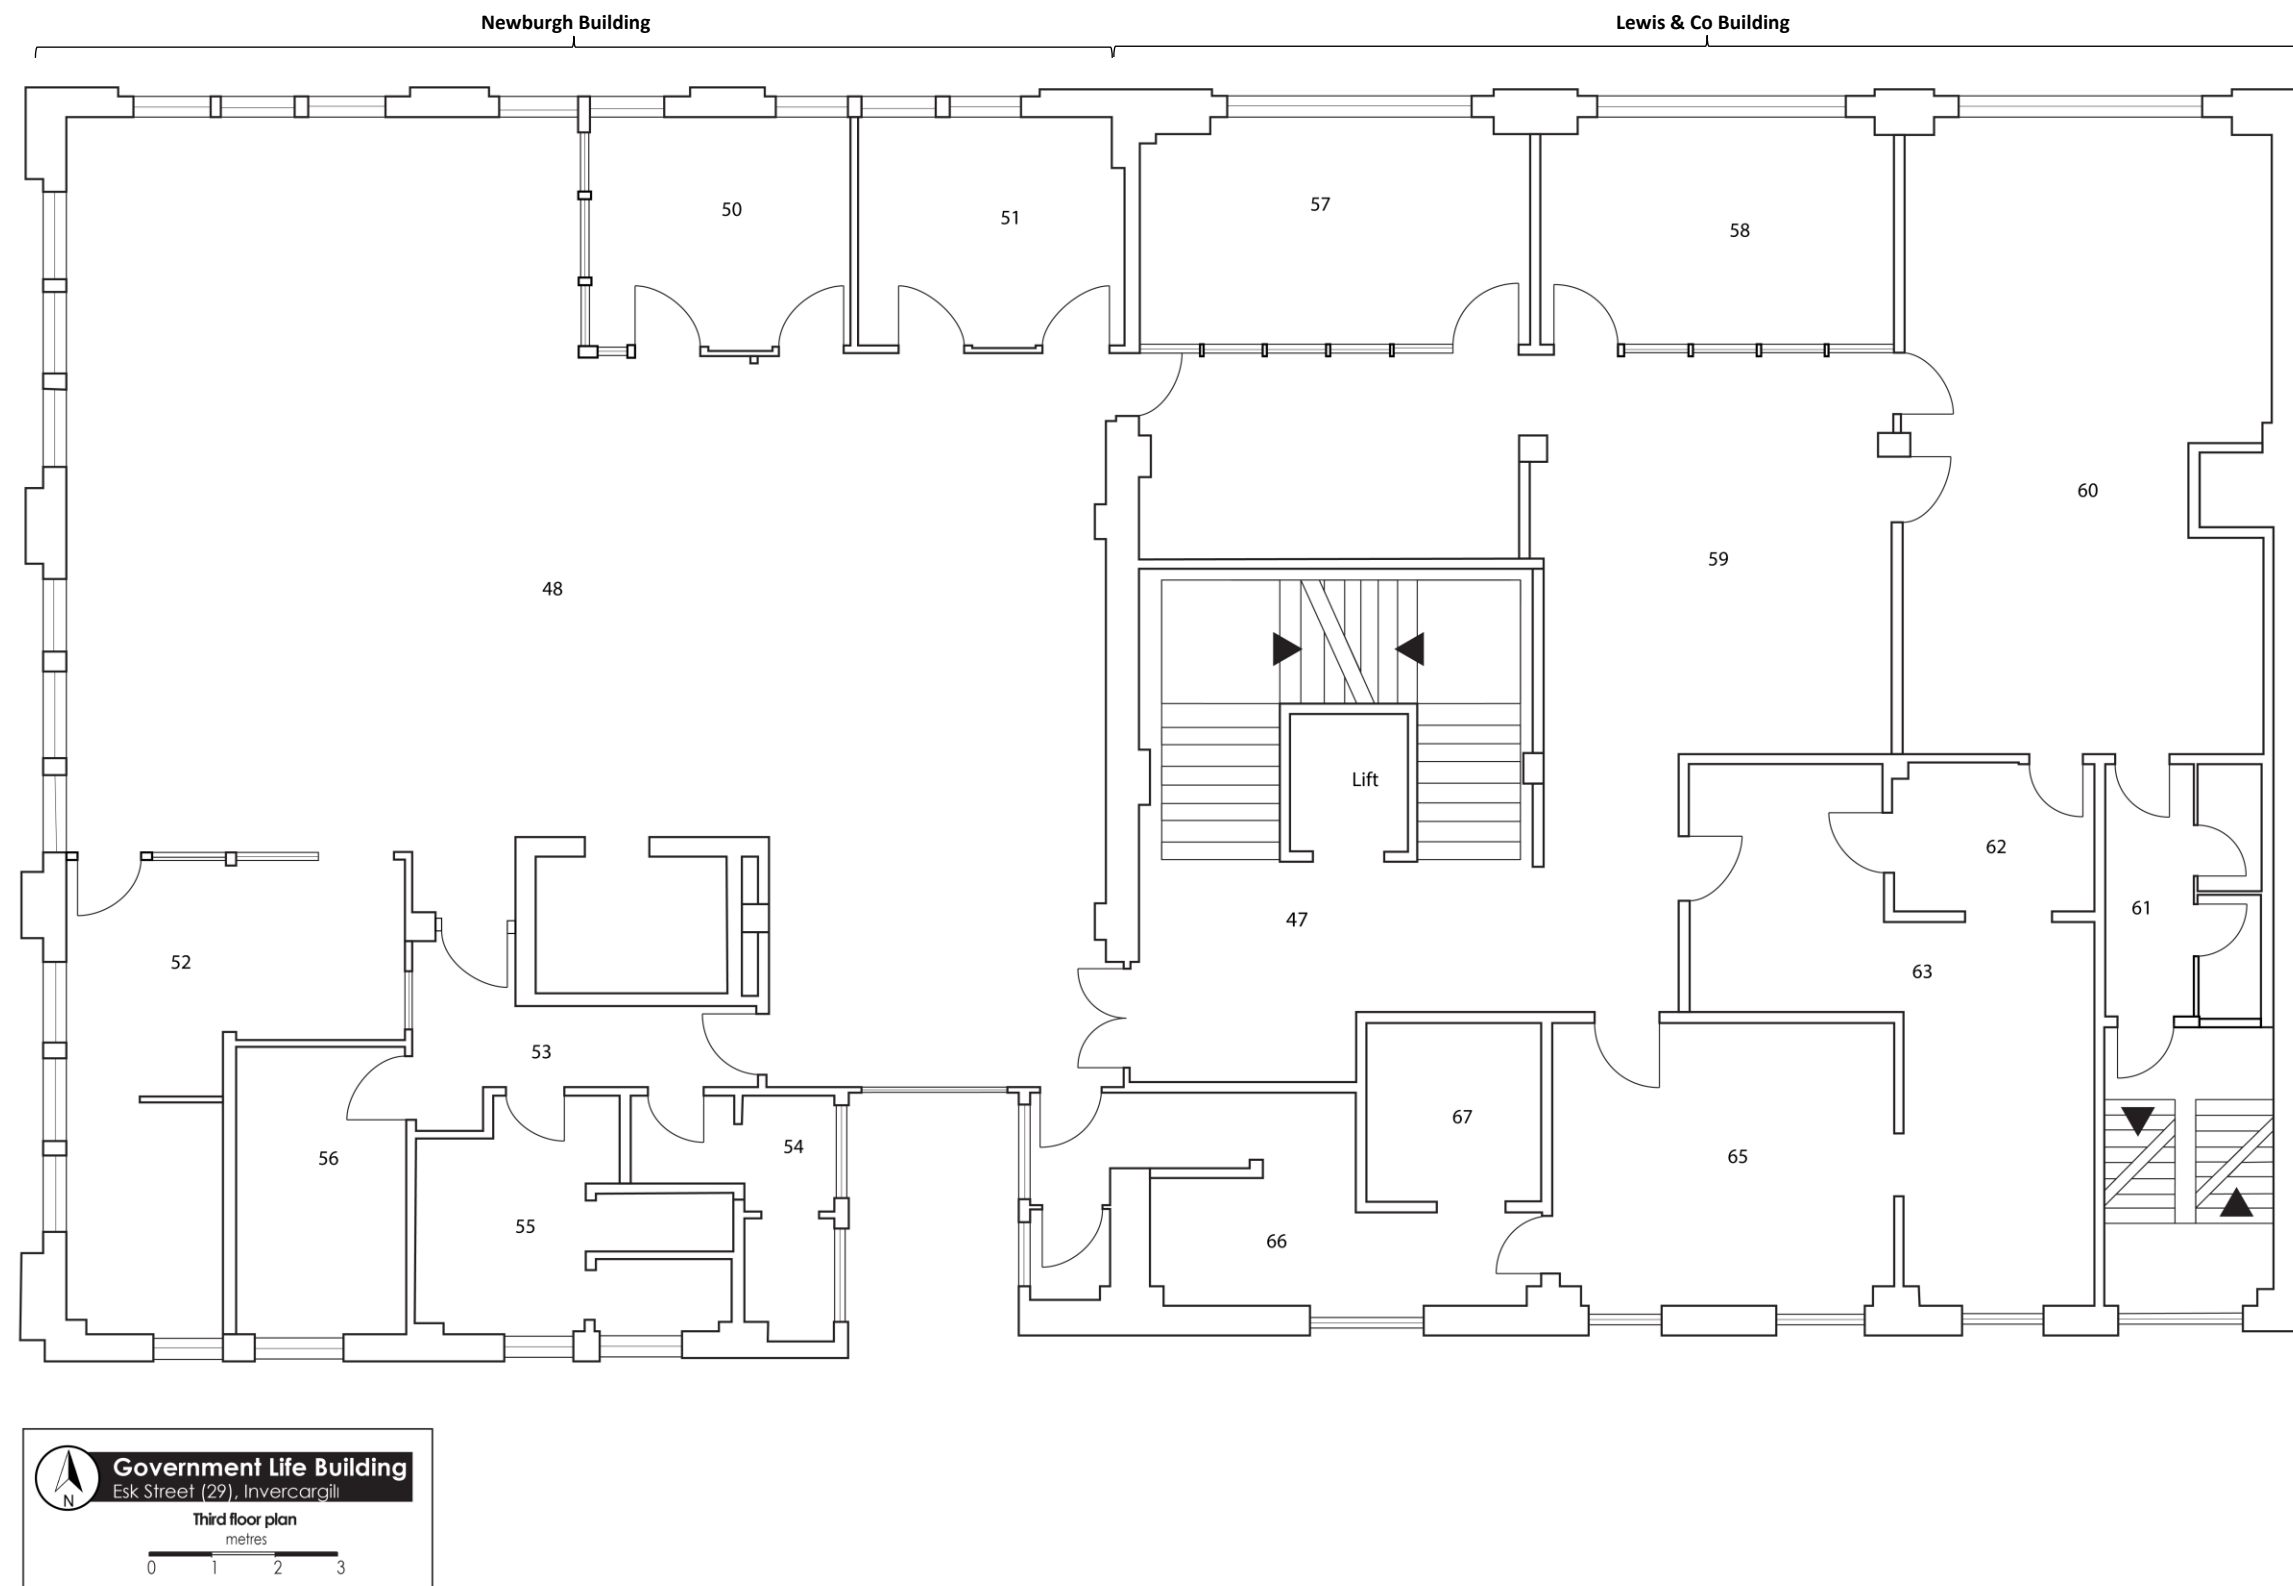 Newburgh Building
Lewis & Co Building
50
51
57
58
60
48
59
Lift
62
61
47
52
63
53
67
54
56
65
55
66
Government Life Building
Esk Street (29), Invercargill
N
Third floor plan
metres
0 1 2 3